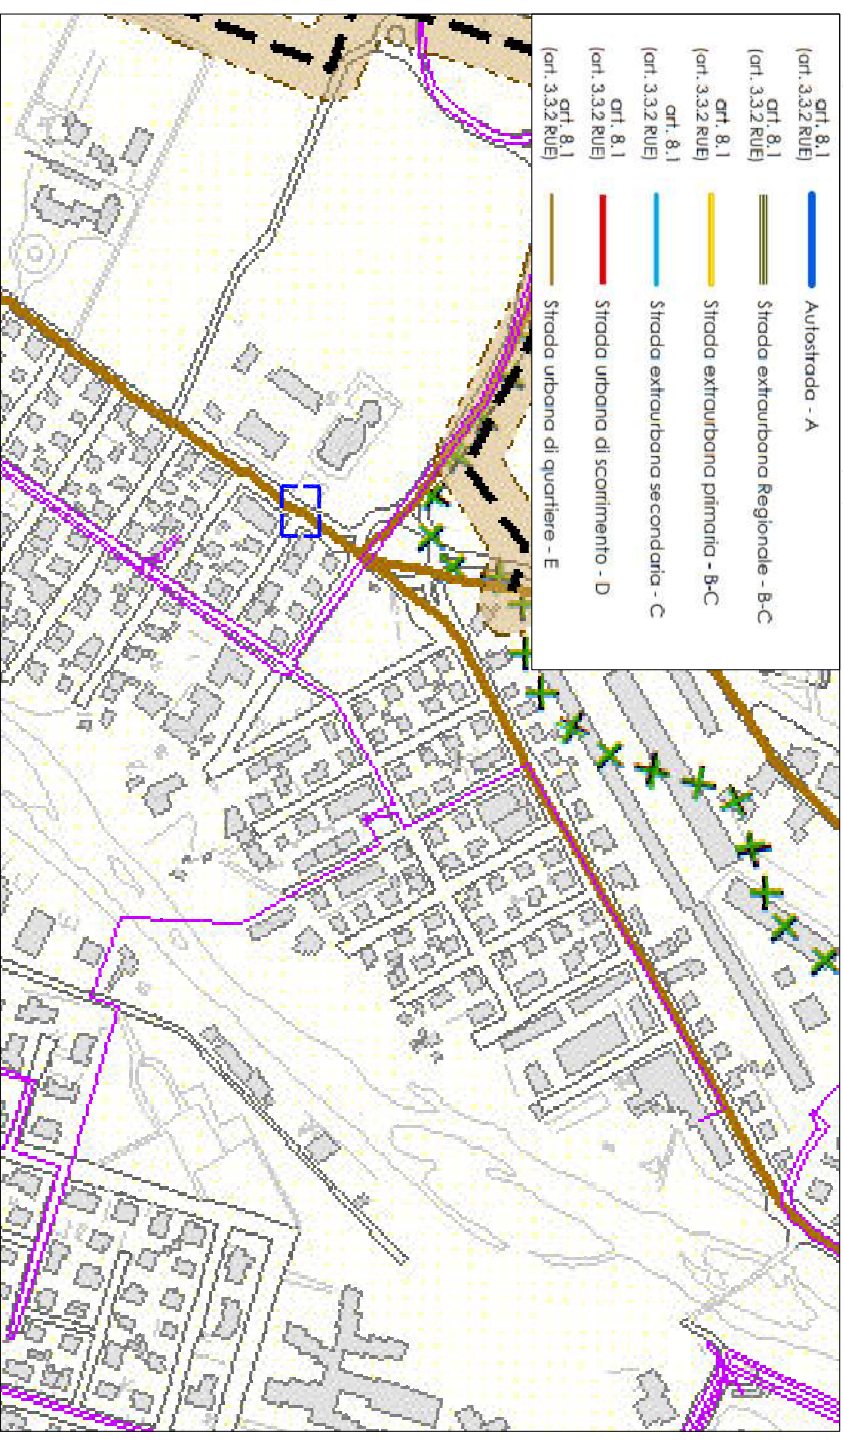 art. 8.1
(art. 3.3.2 RUE)
Autostrada - A
art. 8.1
(art. 3.3.2 RUE)
Strada extraurbana Regionale - B-C
art. 8.1
(art. 3.3.2 RUE)
Strada extraurbana primaria - B-C
art. 8.1
(art. 3.3.2 RUE)
Strada extraurbana secondaria - C
art. 8.1
(art. 3.3.2 RUE)
Strada urbana di scorrimento - D
art. 8.1
(art. 3.3.2 RUE)
Strada urbana di quartiere - E